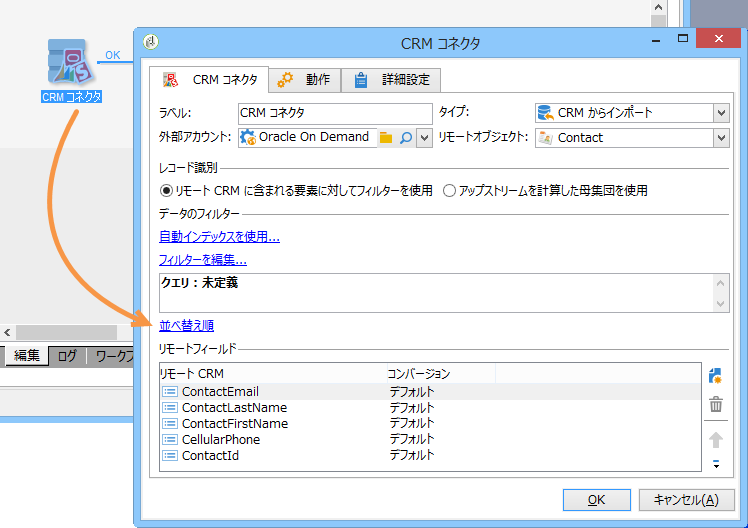 OK
CRM コネクタ
編集 ログ ワークフ
CRM コネクタ
CRM コネクタ 動作 詳細設定
ラベル: CRM コネクタ タイプ: CRM からインポート
外部アカウント: Oracle On Demand リモートオブジェクト: Contact
レコード識別
リモート CRM に含まれる要素に対してフィルターを使用 アップストリームを計算した母集団を使用
データのフィルター
自動インデックスを使用...
フィルターを編集...
クエリ：未定義
並べ替え順
リモートフィールド
リモート CRM コンバージョン
ContactEmail デフォルト
ContactLastName デフォルト
ContactFirstName デフォルト
CellularPhone デフォルト
ContactId デフォルト
OK キャンセル(A)